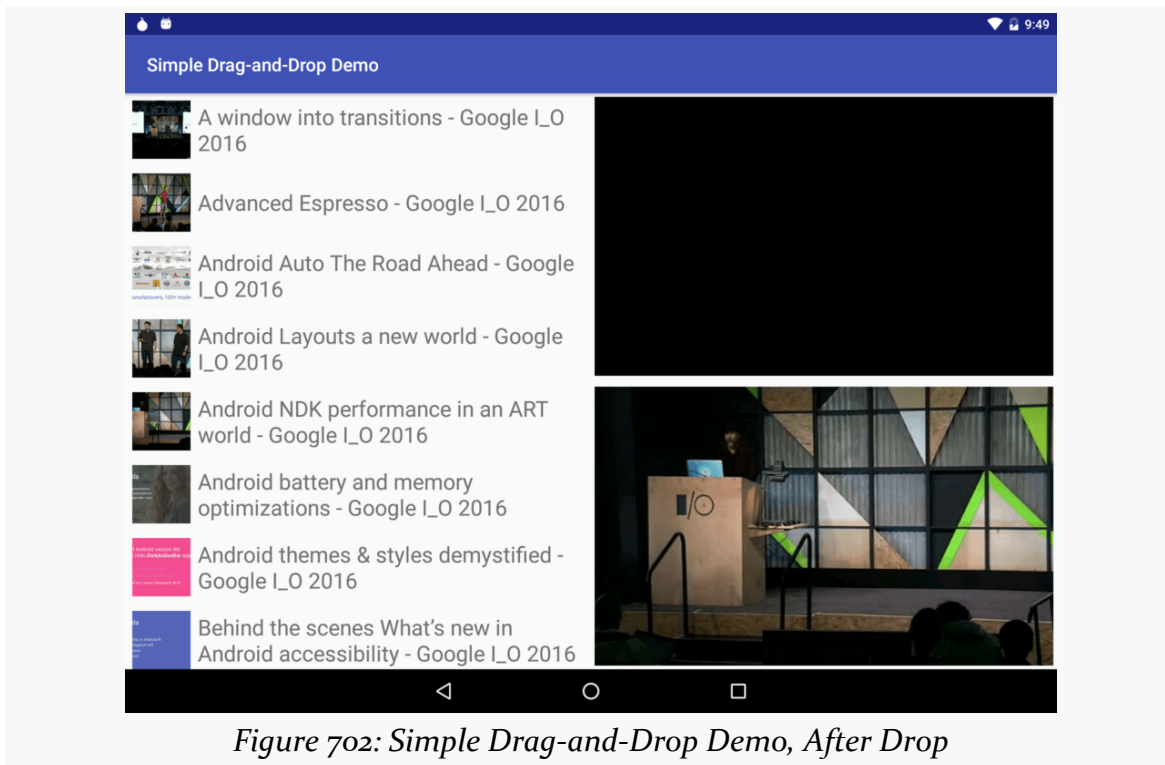 9:49
Simple Drag-and-Drop Demo
A window into transitions - Google I_O
2016
Advanced Espresso - Google I_O 2016
Android Auto The Road Ahead - Google
I_O 2016
Android Layouts a new world - Google
I_O 2016
Android NDK performance in an ART
world - Google I_O 2016
Android battery and memory
optimizations - Google I_O 2016
Android themes & styles demystified -
Google I_O 2016
Behind the scenes What's new in
Android accessibility - Google I_O 2016
I/O
Figure 702: Simple Drag-and-Drop Demo, After Drop